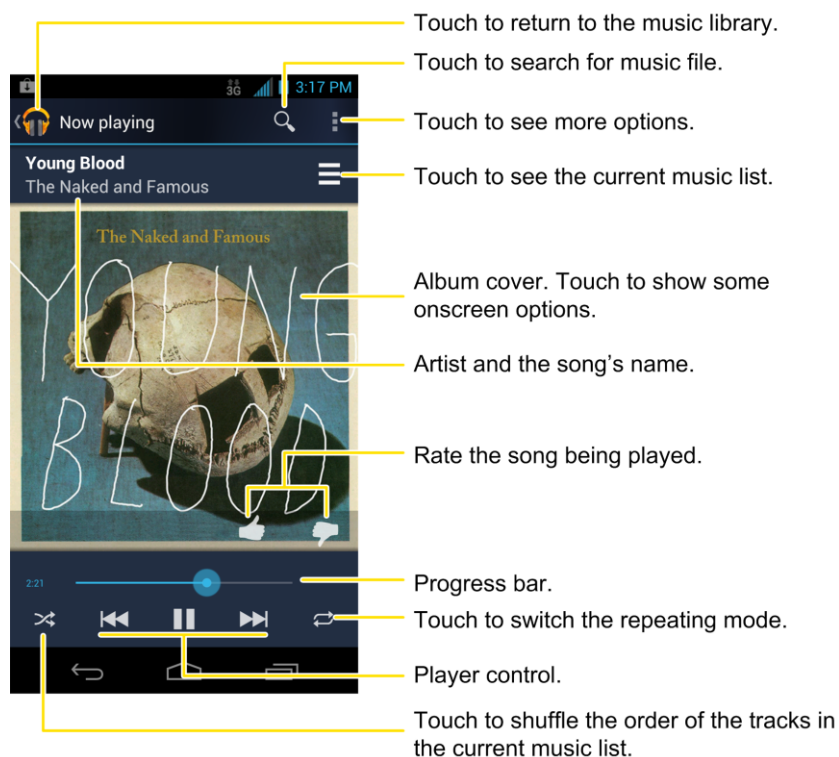 Touch to return to the music library.
Touch to search for music file.
3G 3:17 PM
Now playing
Touch to see more options.
Young Blood
The Naked and Famous
Touch to see the current music list.
The Naked and Famous
YOUNG
BLOOD
Album cover. Touch to show some
onscreen options.
Artist and the song's name.
Rate the song being played.
2:21
Progress bar.
Touch to switch the repeating mode.
Player control.
Touch to shuffle the order of the tracks in
the current music list.